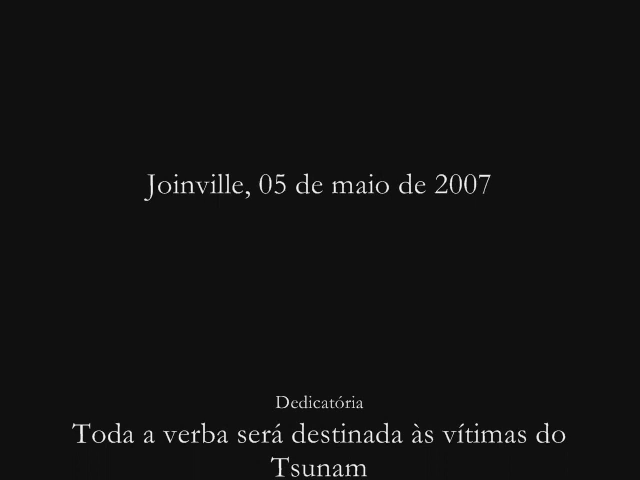 Joinville, 05 de maio de 2007
Dedicatória
Toda a verba será destinada às vítimas do
Tsunam